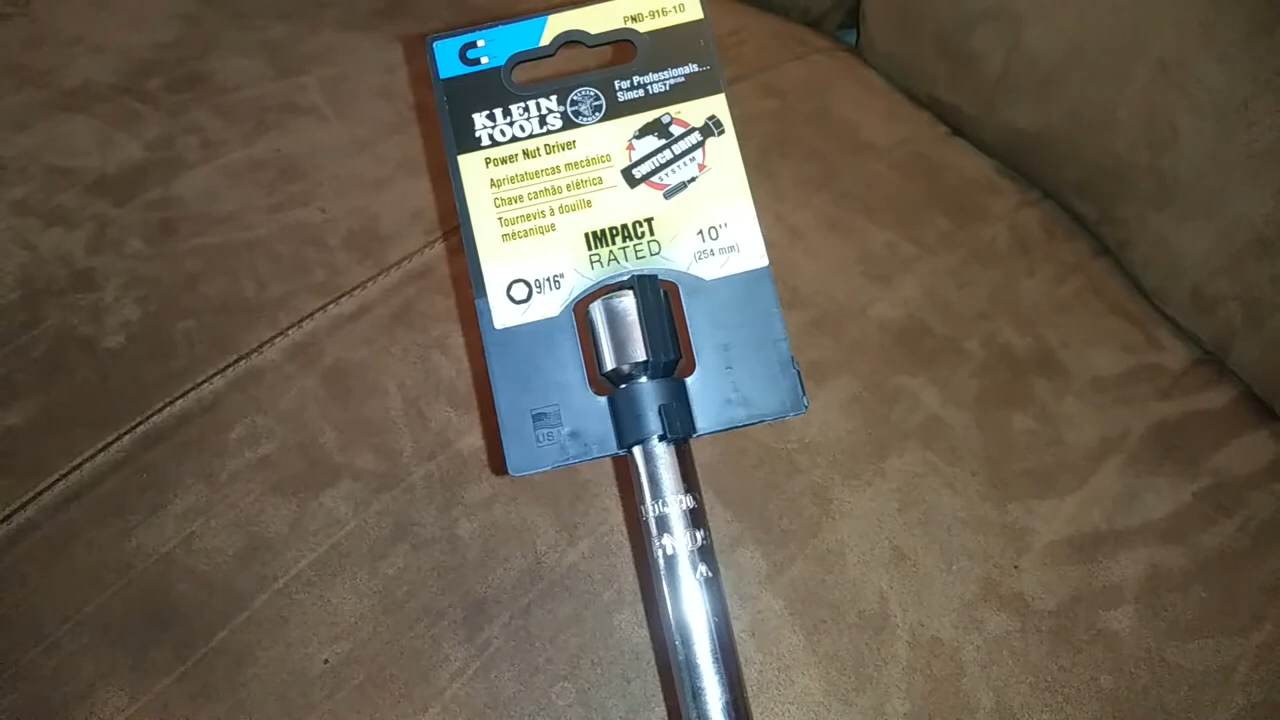 PND-916-10
For Professionals...
Since 1857®USA
KLEIN
TOOLS®
Power Nut Driver
Aprietatuercas mecánico
Chave canhão elétrica
Tournevis à douille
mécanique
SWITCH DRIVE
SYSTEM
IMPACT
RATED
10"
(254 mm)
9/16"